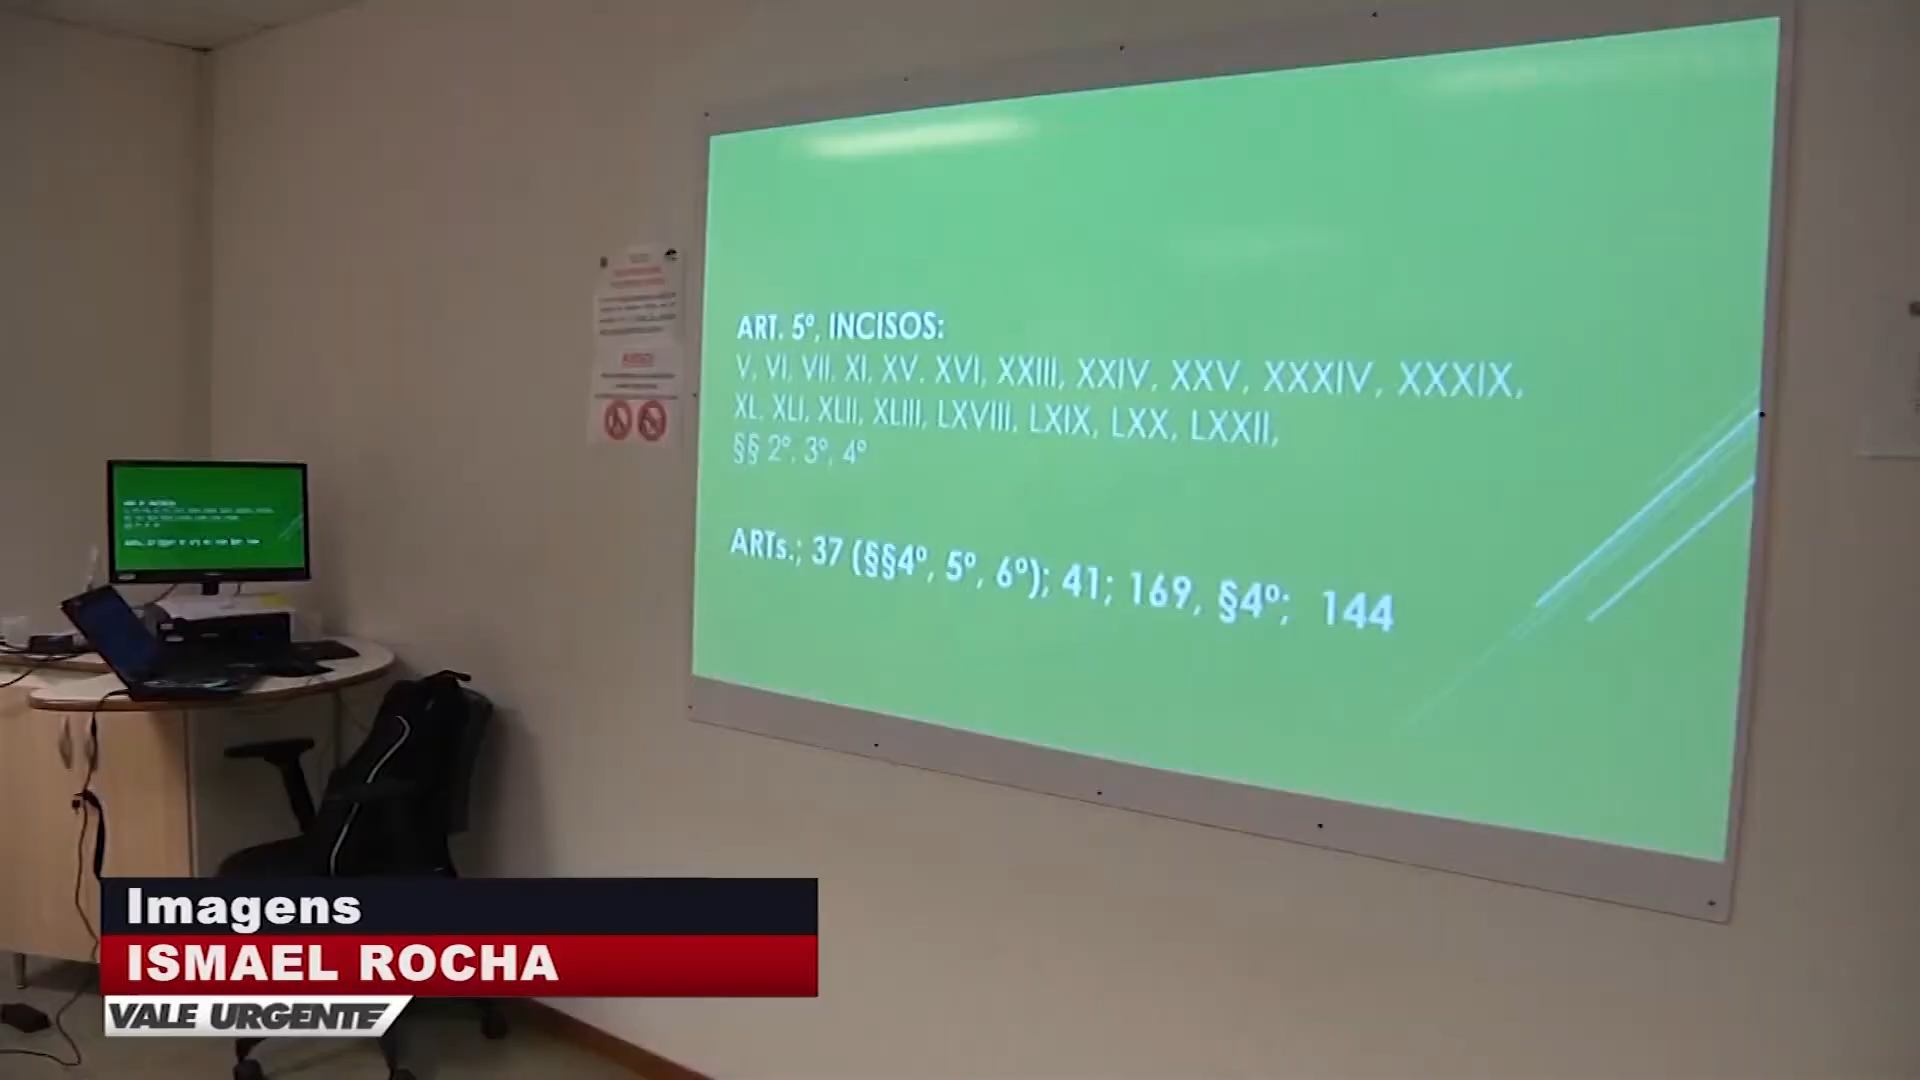 ART. 5º, INCISOS:
V, VI, VII, XI, XV, XVI, XXIII, XXIV, XXV, XXXIV, XXXIX,
XL, XLI, XLII, XLIII, LXVIII, LXIX, LXX, LXXII,
§§ 2º, 3º, 4º
ARTs.; 37 (§§4º, 5º, 6º); 41; 169, §4º; 144
Imagens
ISMAEL ROCHA
VALE URGENTE